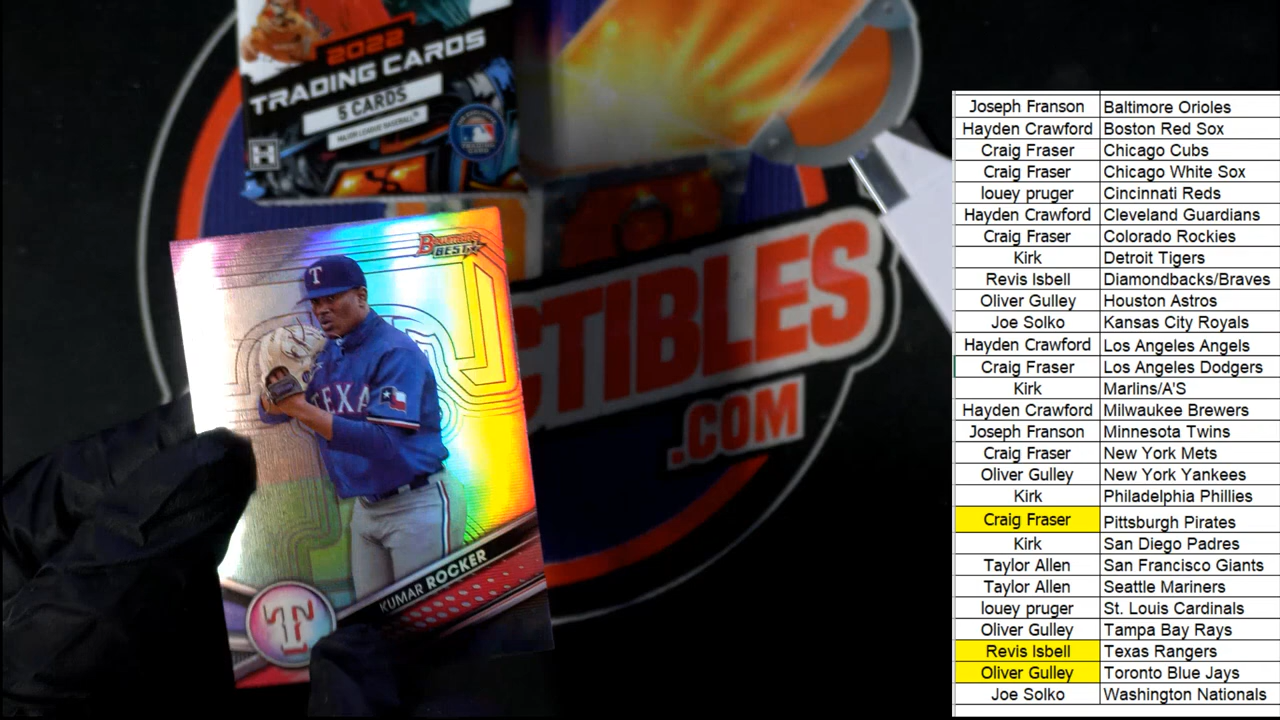 2022
TRADING CARDS
5 CARDS
MAJOR LEAGUE BASEBALL
H
BOWMAN'S
BEST
T
TEXA
KUMAR ROCKER
T
CTIBLES
.COM
Joseph Franson Baltimore Orioles
Hayden Crawford Boston Red Sox
Craig Fraser Chicago Cubs
Craig Fraser Chicago White Sox
louey pruger Cincinnati Reds
Hayden Crawford Cleveland Guardians
Craig Fraser Colorado Rockies
Kirk Detroit Tigers
Revis Isbell Diamondbacks/Braves
Oliver Gulley Houston Astros
Joe Solko Kansas City Royals
Hayden Crawford Los Angeles Angels
Craig Fraser Los Angeles Dodgers
Kirk Marlins/A'S
Hayden Crawford Milwaukee Brewers
Joseph Franson Minnesota Twins
Craig Fraser New York Mets
Oliver Gulley New York Yankees
Kirk Philadelphia Phillies
Craig Fraser Pittsburgh Pirates
Kirk San Diego Padres
Taylor Allen San Francisco Giants
Taylor Allen Seattle Mariners
louey pruger St. Louis Cardinals
Oliver Gulley Tampa Bay Rays
Revis Isbell Texas Rangers
Oliver Gulley Toronto Blue Jays
Joe Solko Washington Nationals